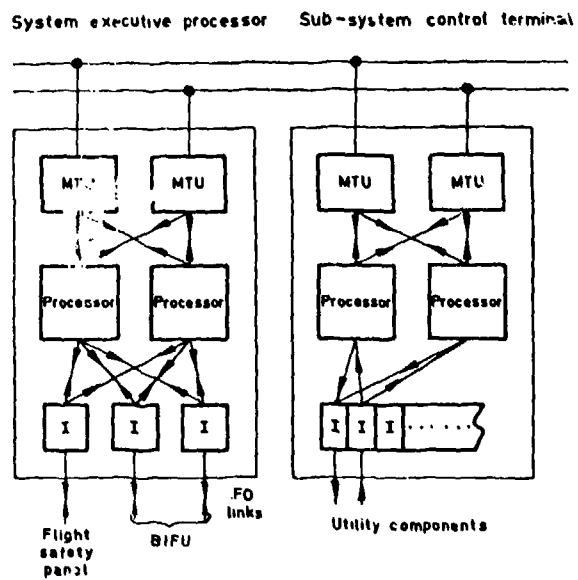 System executive processor
Sub-system control terminal
MTU
MTU
MTU
MTU
Processor
Processor
Processor
Processor
I
I
I
I
I
I
.......
FO
links
BIFU
Flight
safety
panel
Utility components